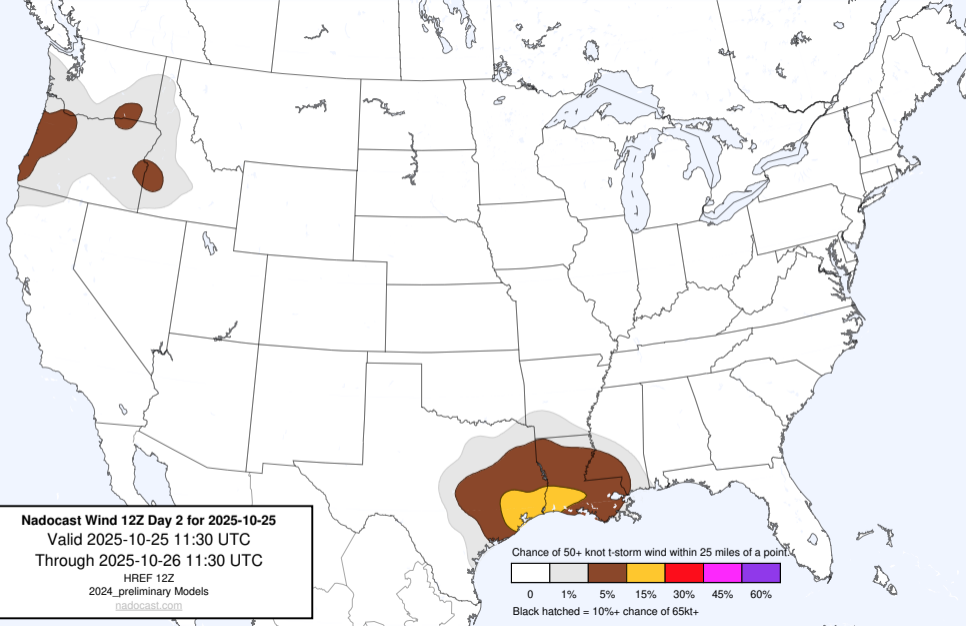 Nadocast Wind 12Z Day 2 for 2025-10-25
Valid 2025-10-25 11:30 UTC
Through 2025-10-26 11:30 UTC
HREF 12Z
2024_preliminary Models
nadocast.com
Chance of 50+ knot t-storm wind within 25 miles of a point.
0 1% 5% 15% 30% 45% 60%
Black hatched = 10%+ chance of 65kt+